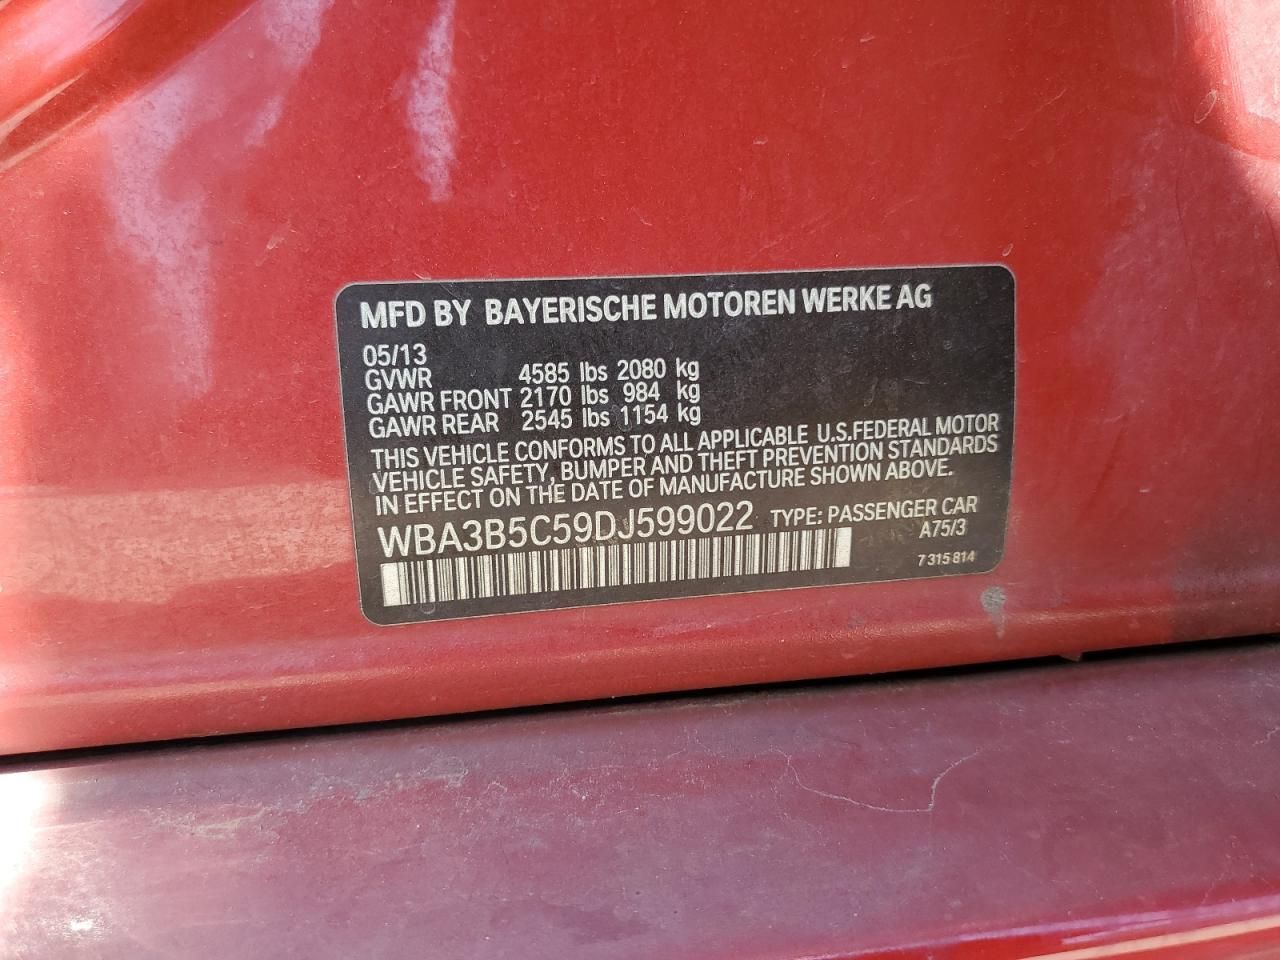 MFD BY BAYERISCHE MOTOREN WERKE AG
05/13
GVWR 4585 lbs 2080 kg
GAWR FRONT 2170 lbs 984 kg
GAWR REAR 2545 lbs 1154 kg
THIS VEHICLE CONFORMS TO ALL APPLICABLE U.S.FEDERAL MOTOR
VEHICLE SAFETY, BUMPER AND THEFT PREVENTION STANDARDS
IN EFFECT ON THE DATE OF MANUFACTURE SHOWN ABOVE.
WBA3B5C59DJ599022 TYPE: PASSENGER CAR
A75/3
7 315 814